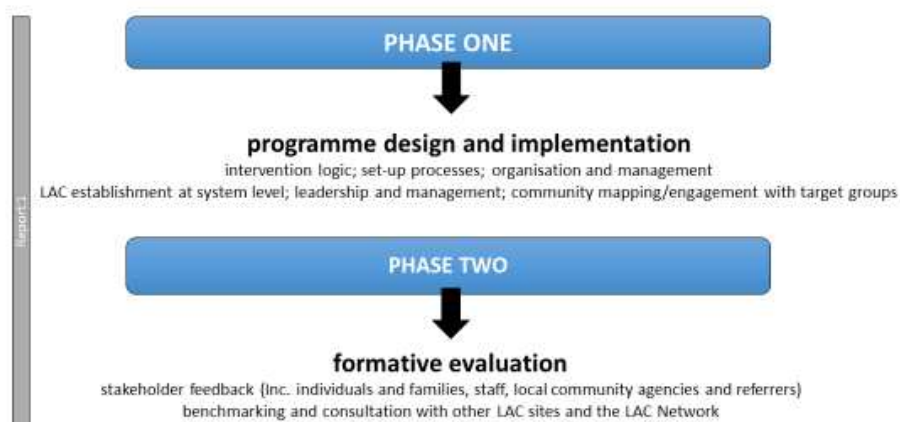 PHASE ONE
programme design and implementation
intervention logic; set-up processes; organisation and management
LAC establishment at system level; leadership and management; community mapping/engagement with target groups
Report 1
PHASE TWO
formative evaluation
stakeholder feedback (Inc. individuals and families, staff, local community agencies and referrers)
benchmarking and consultation with other LAC sites and the LAC Network